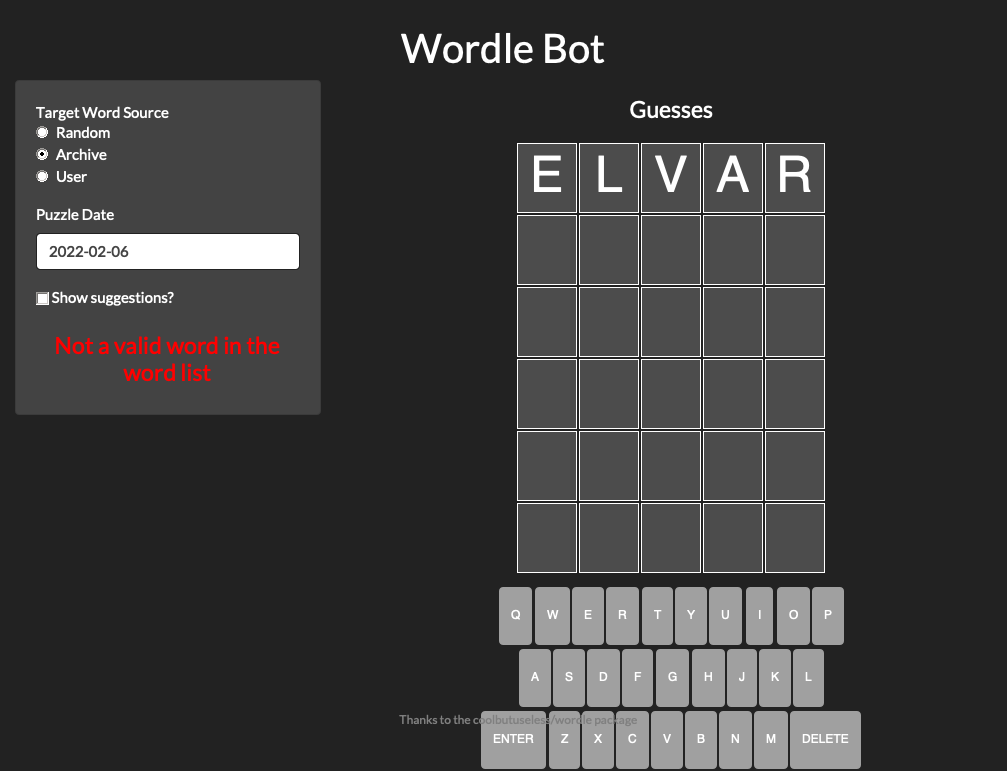 Wordle Bot
Target Word Source
Random
Archive
User
Puzzle Date
2022-02-06
Show suggestions?
Not a valid word in the
word list
Guesses
E L V A R
Q W E R T Y U I O P
A S D F G H J K L
Thanks to the coolbutuseless/wordle package
ENTER Z X C V B N M DELETE